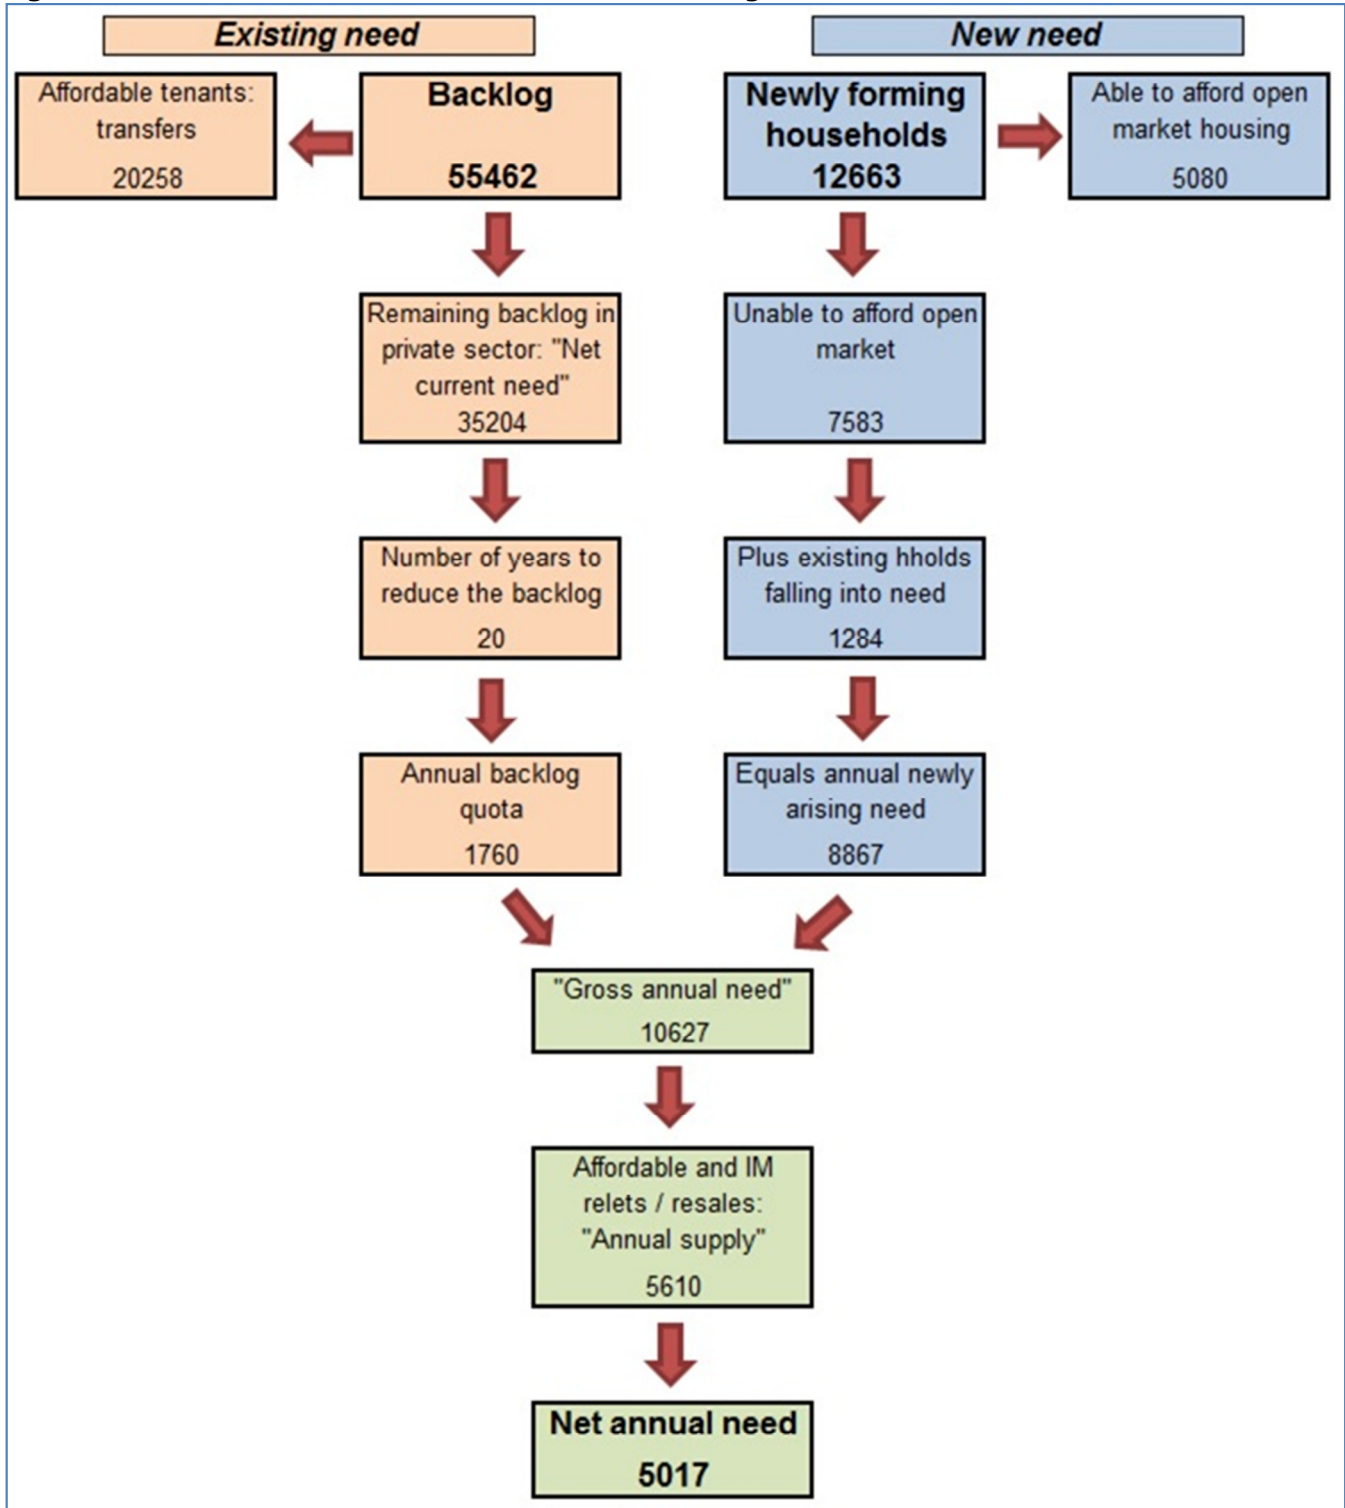 Existing need
New need
Affordable tenants:
transfers
20258
Backlog
55462
Newly forming
households
12663
Able to afford open
market housing
5080
Remaining backlog in
private sector: "Net
current need"
35204
Unable to afford open
market
7583
Number of years to
reduce the backlog
20
Plus existing hholds
falling into need
1284
Annual backlog
quota
1760
Equals annual newly
arising need
8867
"Gross annual need"
10627
Affordable and IM
relets / resales:
"Annual supply"
5610
Net annual need
5017